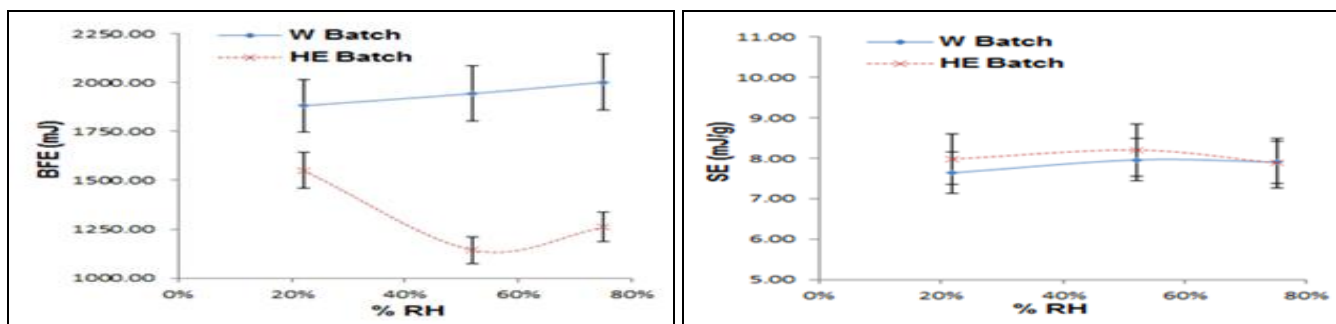 2250.00
2000.00
1750.00
1500.00
1250.00
1000.00
BFE (mJ)
W Batch
HE Batch
0% 20% 40% 60% 80%
% RH
11.00
10.00
9.00
8.00
7.00
6.00
5.00
SE (mJ/g)
W Batch
HE Batch
0% 20% 40% 60% 80%
% RH